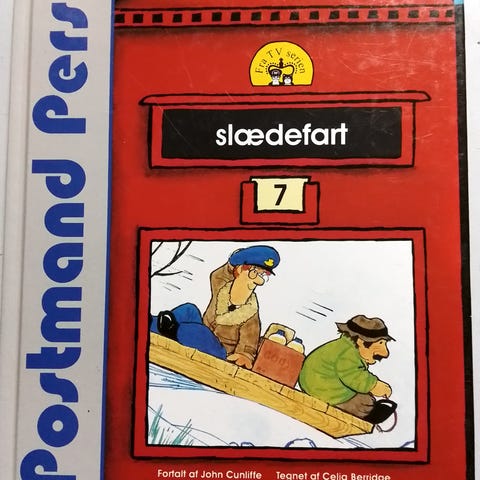 Postmand Pers
Fra TV serien
slædefart
7
Fortalt af John Cunliffe Tegnet af Celia Berridge